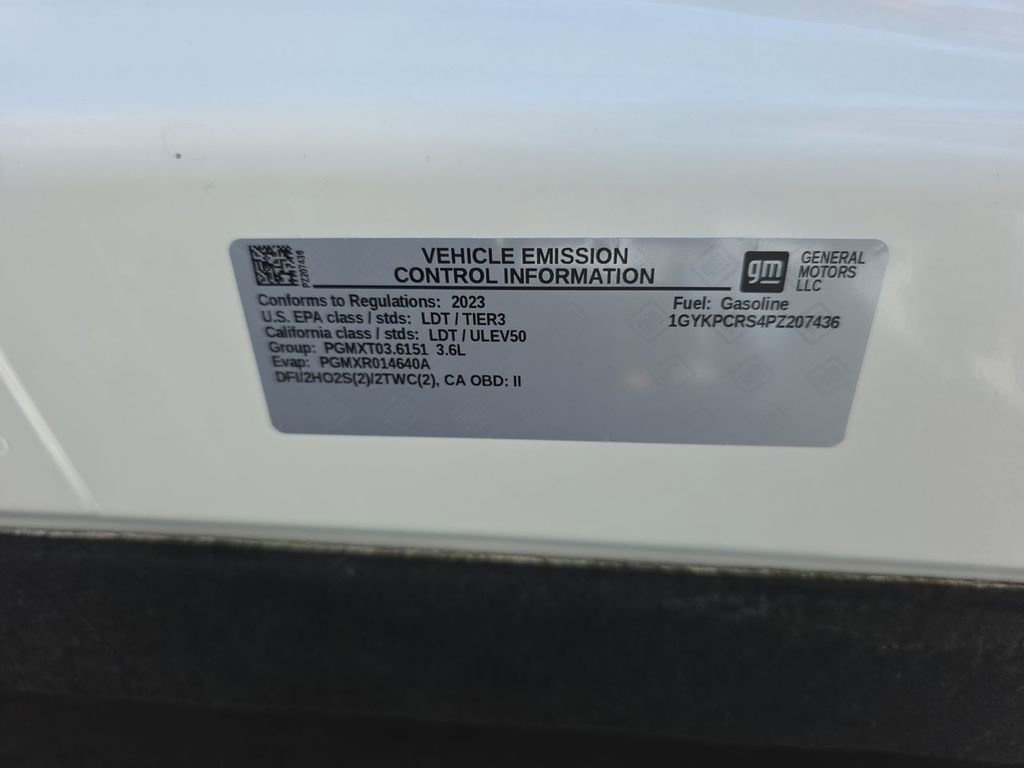 PZ207436
VEHICLE EMISSION
CONTROL INFORMATION
gm
GENERAL
MOTORS
LLC
Conforms to Regulations: 2023
U.S. EPA class / stds: LDT / TIER3
California class / stds: LDT / ULEV50
Group: PGMXT03.6151 3.6L
Evap: PGMXR014640A
DFI/2HO2S(2)/2TWC(2), CA OBD: II
Fuel: Gasoline
1GYKPCRS4PZ207436